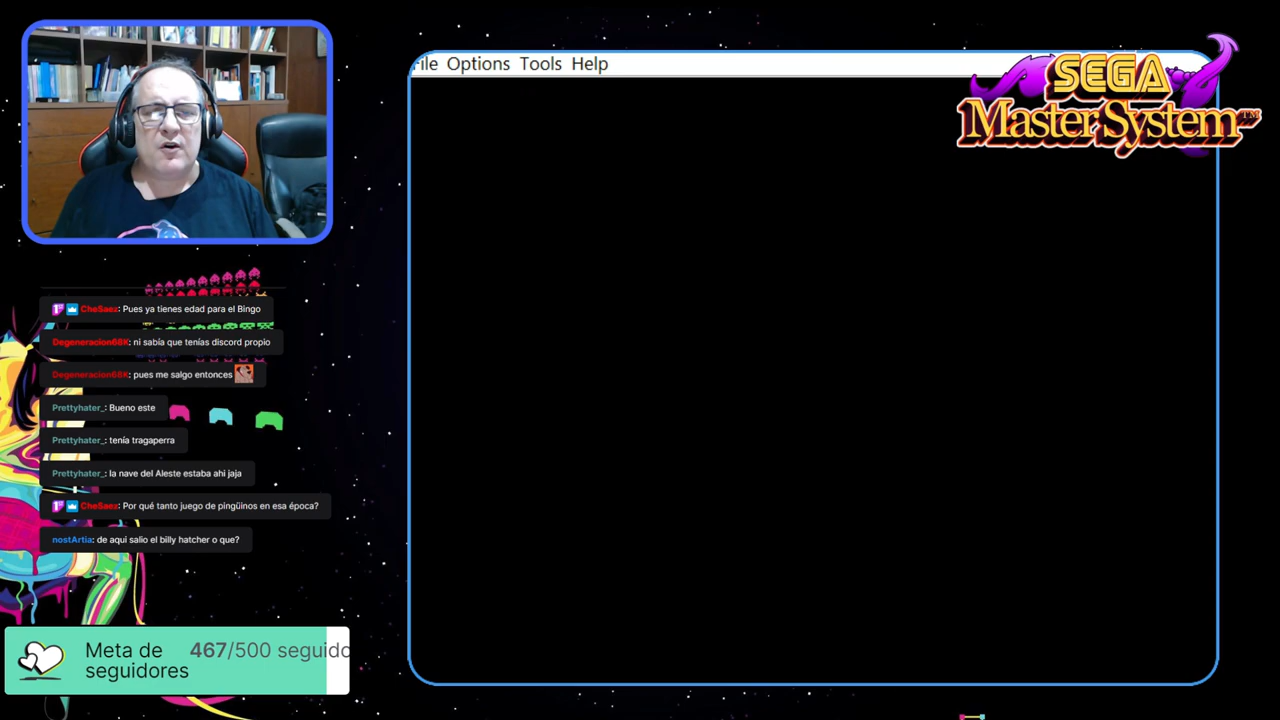 ile Options Tools Help
SEGA
Master System™
CheSaez: Pues ya tienes edad para el Bingo
Degeneracion68K: ni sabía que tenías discord propio
Degeneracion68K: pues me salgo entonces
Prettyhater_: Bueno este
Prettyhater_: tenía tragaperra
Prettyhater_: la nave del Aleste estaba ahi jaja
CheSaez: Por qué tanto juego de pingüinos en esa época?
nostArtia: de aqui salio el billy hatcher o que?
Meta de seguidores 467/500 seguido